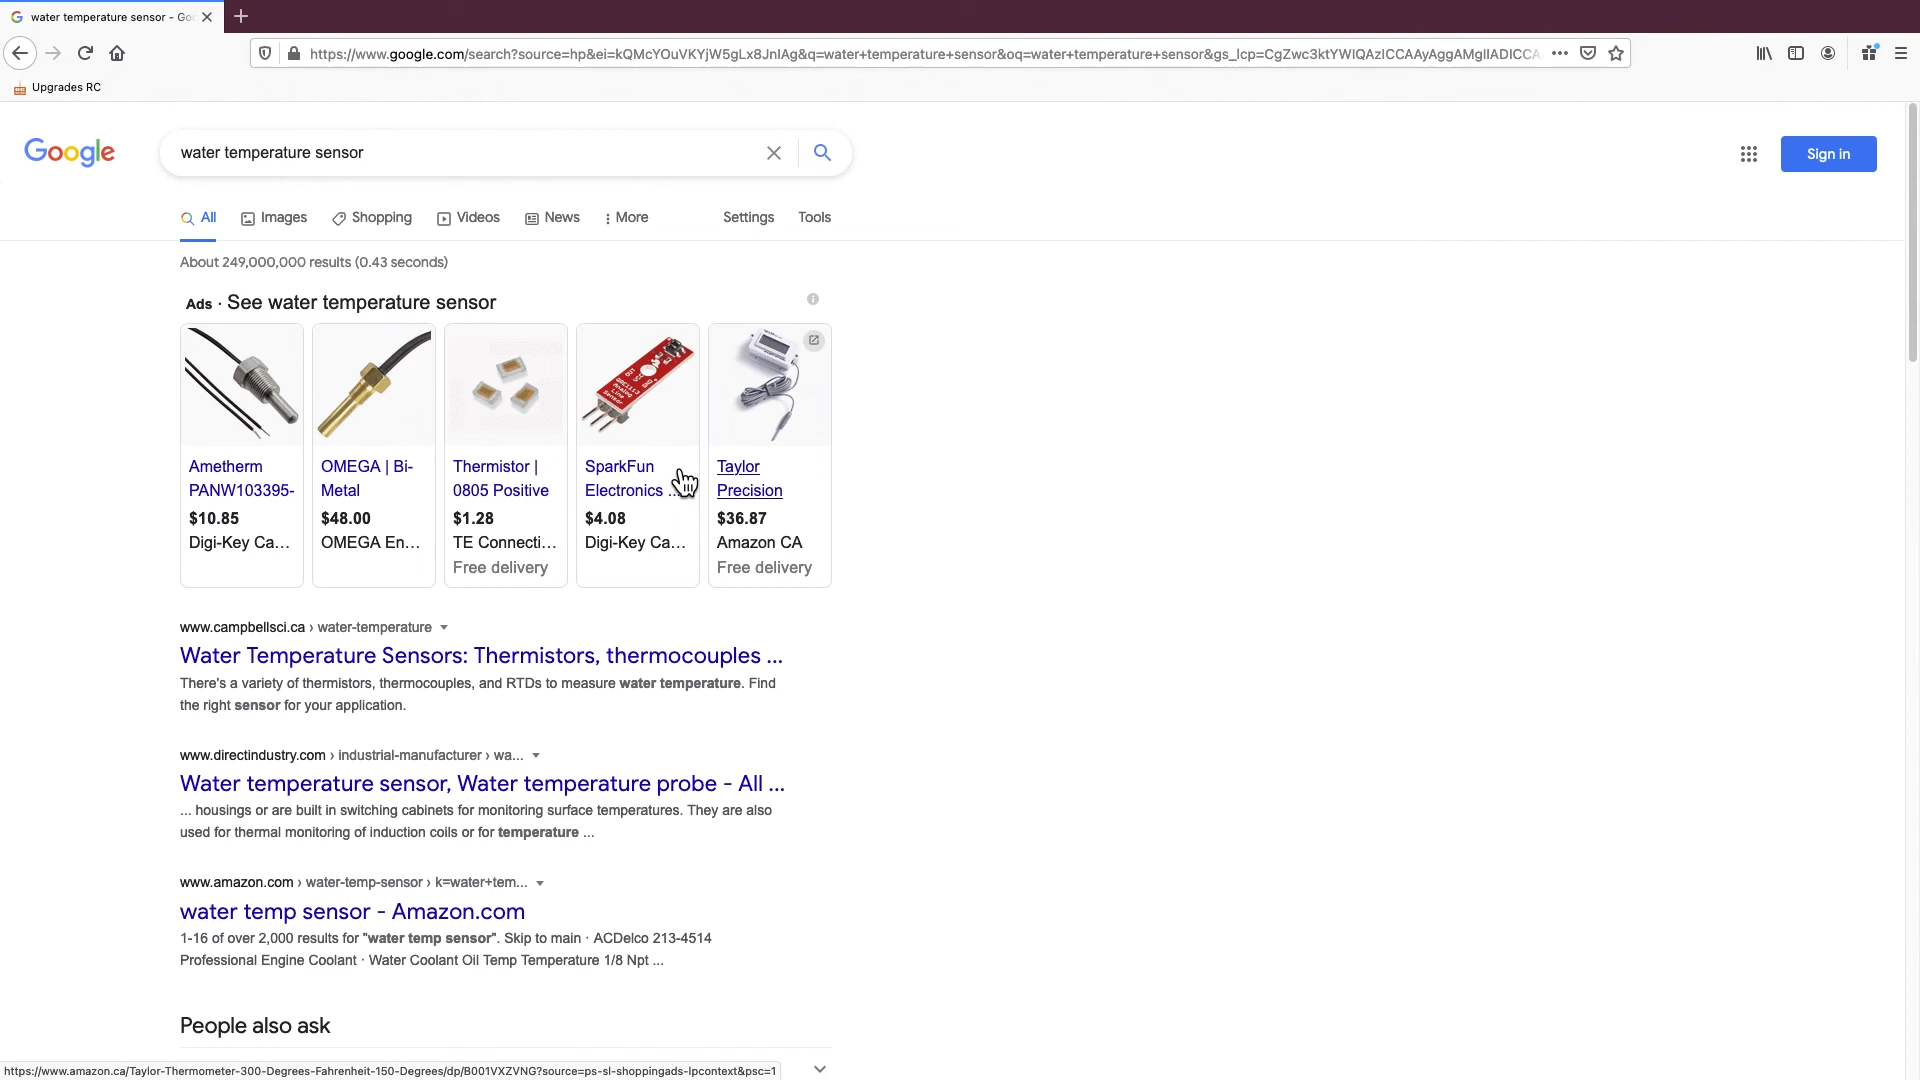 water temperature sensor - Goo
https://www.google.com/search?source=hp&ei=kQMcYOuVKYjW5gLx8JnIAg&q=water+temperature+sensor&oq=water+temperature+sensor&gs_lcp=CgZwc3ktYWIQAzICCAAyAggAMgIIADICCA
Upgrades RC
Google
water temperature sensor
Sign in
All
Images
Shopping
Videos
News
More
Settings
Tools
About 249,000,000 results (0.43 seconds)
Ads · See water temperature sensor
Ametherm
PANW103395-
$10.85
Digi-Key Ca...
OMEGA | Bi-
Metal
$48.00
OMEGA En...
Thermistor |
0805 Positive
$1.28
TE Connecti...
Free delivery
SparkFun
Electronics ...
$4.08
Digi-Key Ca...
Taylor
Precision
$36.87
Amazon CA
Free delivery
www.campbellsci.ca › water-temperature
Water Temperature Sensors: Thermistors, thermocouples ...
There's a variety of thermistors, thermocouples, and RTDs to measure water temperature. Find
the right sensor for your application.
www.directindustry.com › industrial-manufacturer › wa...
Water temperature sensor, Water temperature probe - All ...
... housings or are built in switching cabinets for monitoring surface temperatures. They are also
used for thermal monitoring of induction coils or for temperature ...
www.amazon.com › water-temp-sensor › k=water+tem...
water temp sensor - Amazon.com
1-16 of over 2,000 results for "water temp sensor". Skip to main · ACDelco 213-4514
Professional Engine Coolant · Water Coolant Oil Temp Temperature 1/8 Npt ...
People also ask
https://www.amazon.ca/Taylor-Thermometer-300-Degrees-Fahrenheit-150-Degrees/dp/B001VXZVNG?source=ps-sl-shoppingads-lpcontext&psc=1